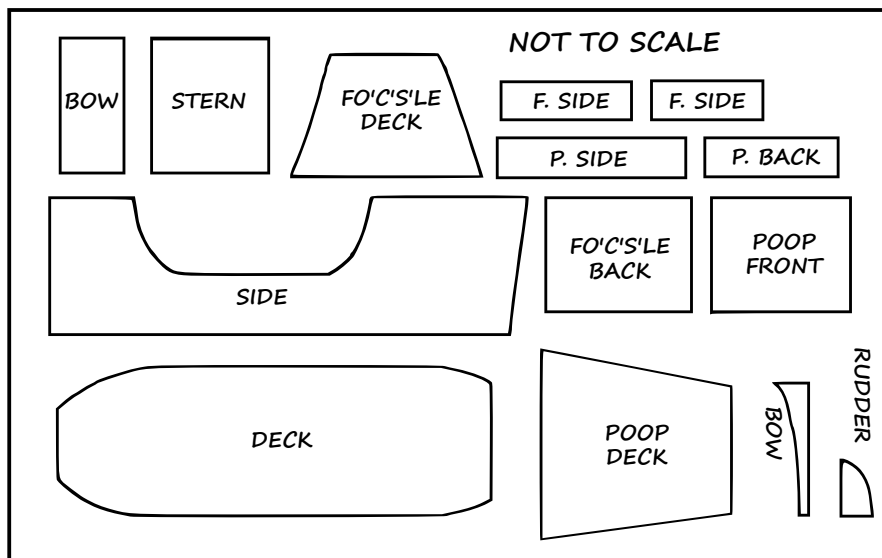 NOT TO SCALE
BOW
STERN
FO'C'S'LE
DECK
F. SIDE
F. SIDE
P. SIDE
P. BACK
SIDE
FO'C'S'LE
BACK
POOP
FRONT
DECK
POOP
DECK
BOW
RUDDER